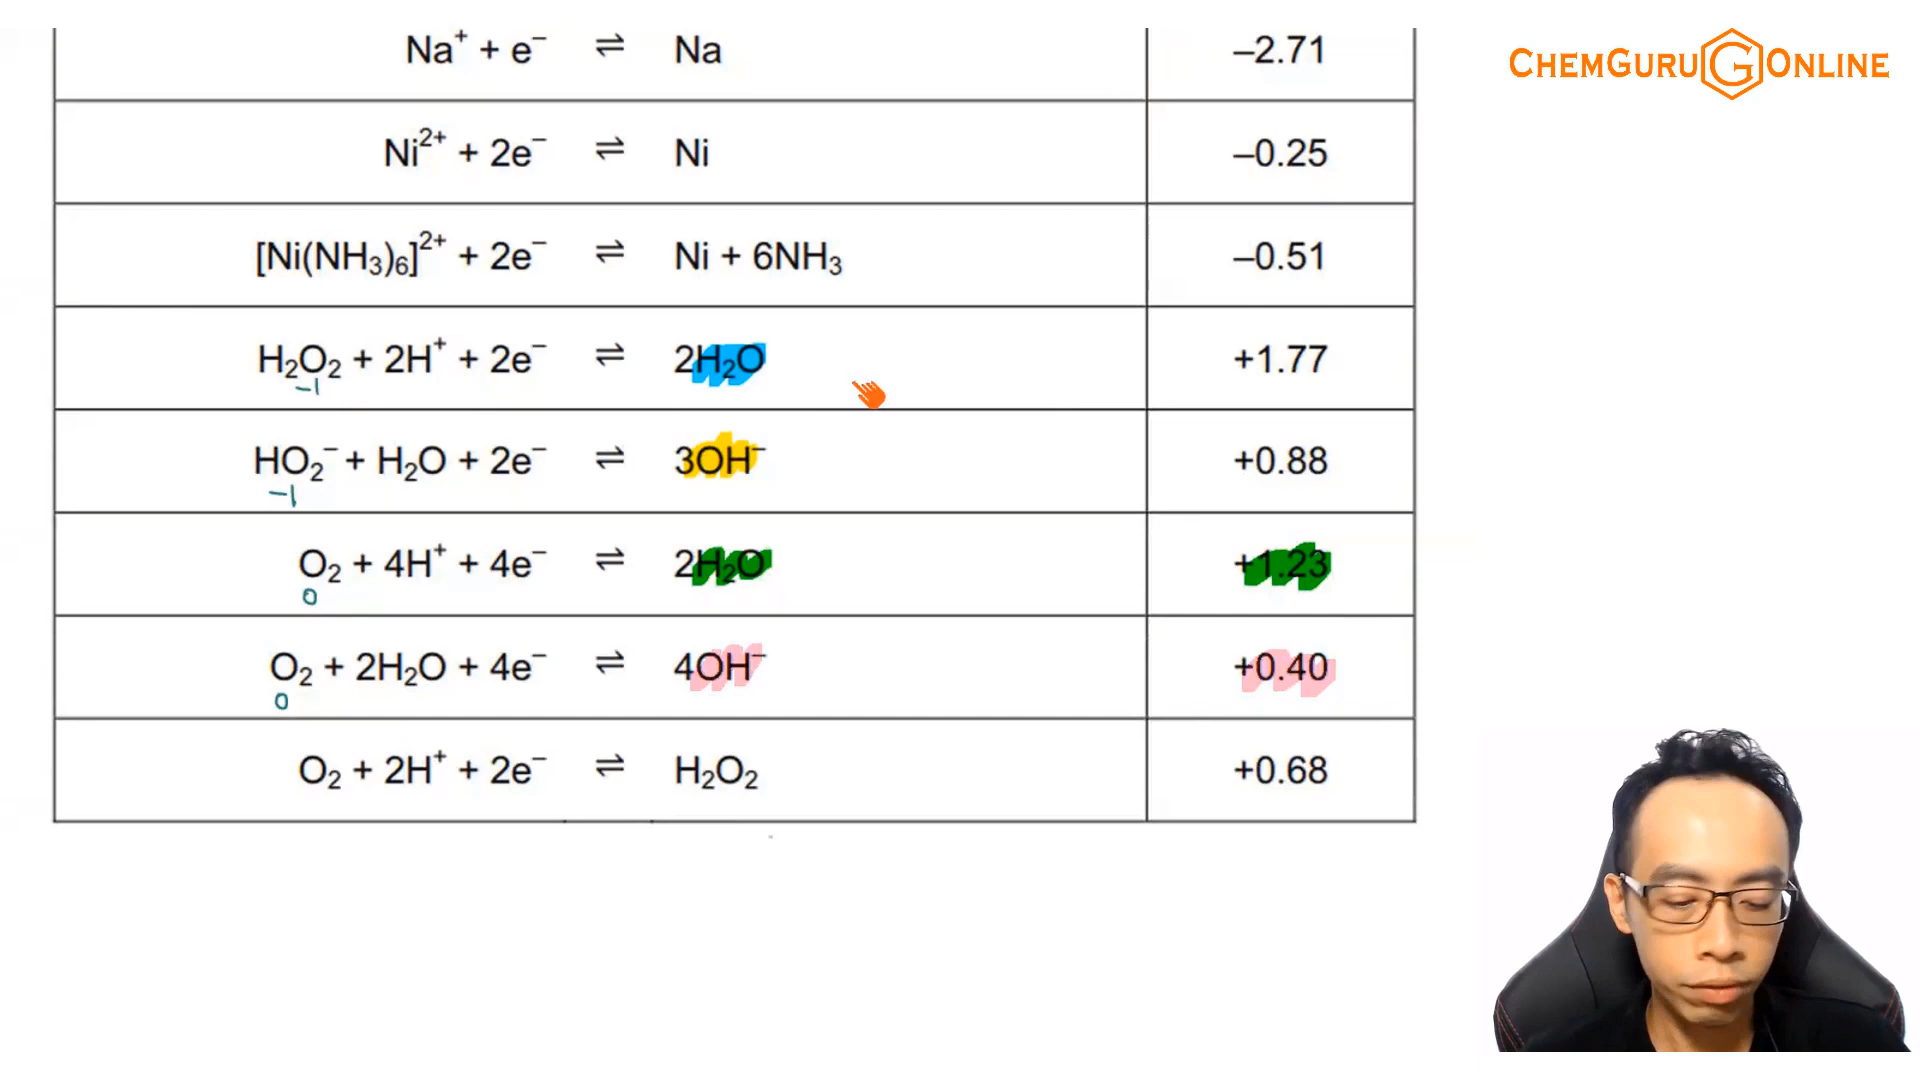 Na⁺ + e⁻ ⇌ Na –2.71
CHEMGURU G ONLINE
Ni²⁺ + 2e⁻ ⇌ Ni –0.25
[Ni(NH₃)₆]²⁺ + 2e⁻ ⇌ Ni + 6NH₃ –0.51
H₂O₂ + 2H⁺ + 2e⁻ ⇌ 2H₂O +1.77
–1
HO₂⁻ + H₂O + 2e⁻ ⇌ 3OH⁻ +0.88
–1
O₂ + 4H⁺ + 4e⁻ ⇌ 2H₂O +1.23
0
O₂ + 2H₂O + 4e⁻ ⇌ 4OH⁻ +0.40
0
O₂ + 2H⁺ + 2e⁻ ⇌ H₂O₂ +0.68